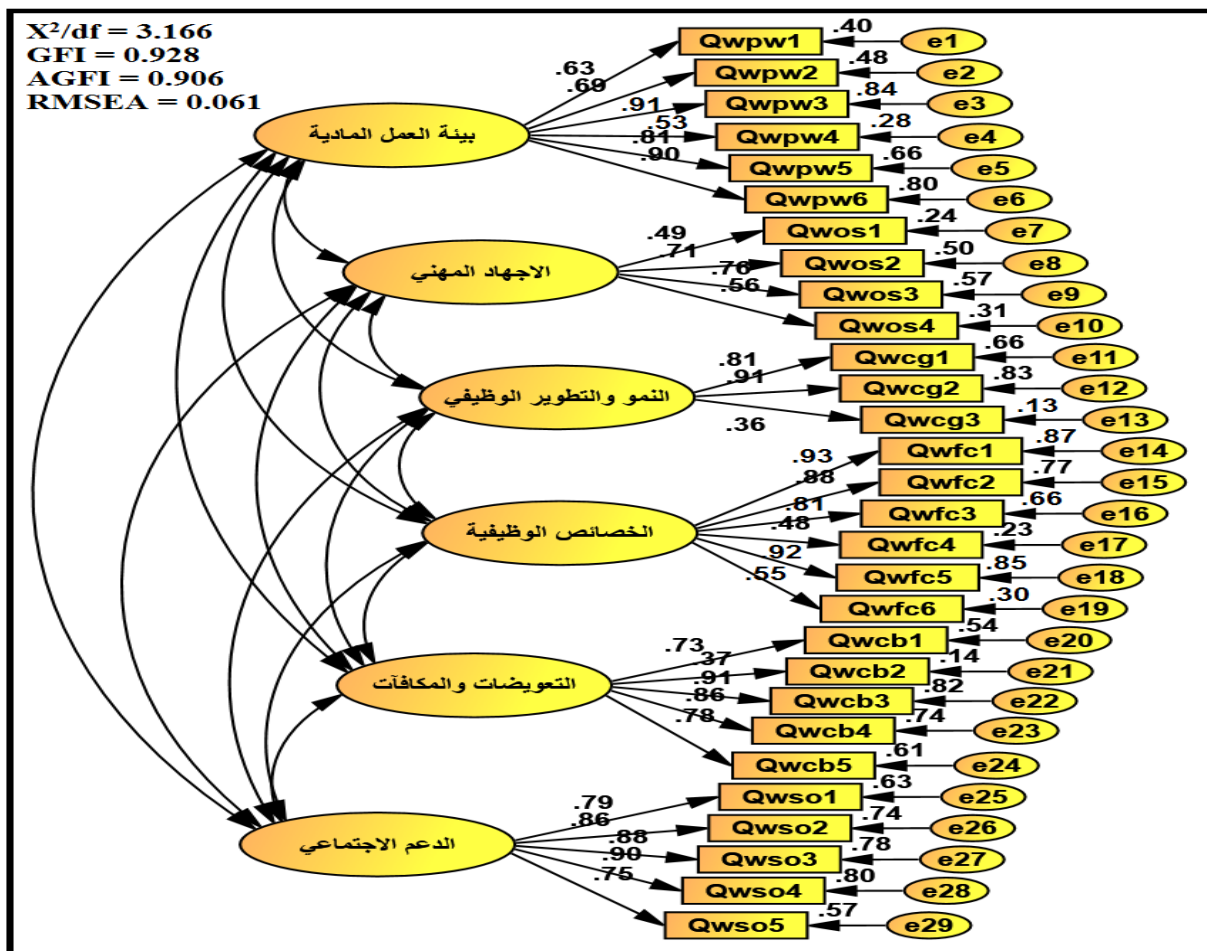 X²/df = 3.166
GFI = 0.928
AGFI = 0.906
RMSEA = 0.061
بيئة العمل المادية
.63
.69
.91
.53
.81
.90
Qwpw1 .40 e1
Qwpw2 .48 e2
Qwpw3 .84 e3
Qwpw4 .28 e4
Qwpw5 .66 e5
Qwpw6 .80 e6
الاجهاد المهني
.49
.71
.76
.56
Qwos1 .24 e7
Qwos2 .50 e8
Qwos3 .57 e9
Qwos4 .31 e10
النمو والتطوير الوظيفي
.81
.91
.36
Qwcg1 .66 e11
Qwcg2 .83 e12
Qwcg3 .13 e13
الخصائص الوظيفية
.93
.88
.81
.48
.92
.55
Qwfc1 .87 e14
Qwfc2 .77 e15
Qwfc3 .66 e16
Qwfc4 .23 e17
Qwfc5 .85 e18
Qwfc6 .30 e19
التعويضات والمكافآت
.73
.37
.91
.86
.78
Qwcb1 .54 e20
Qwcb2 .14 e21
Qwcb3 .82 e22
Qwcb4 .74 e23
Qwcb5 .61 e24
الدعم الاجتماعي
.79
.86
.88
.90
.75
Qwso1 .63 e25
Qwso2 .74 e26
Qwso3 .78 e27
Qwso4 .80 e28
Qwso5 .57 e29